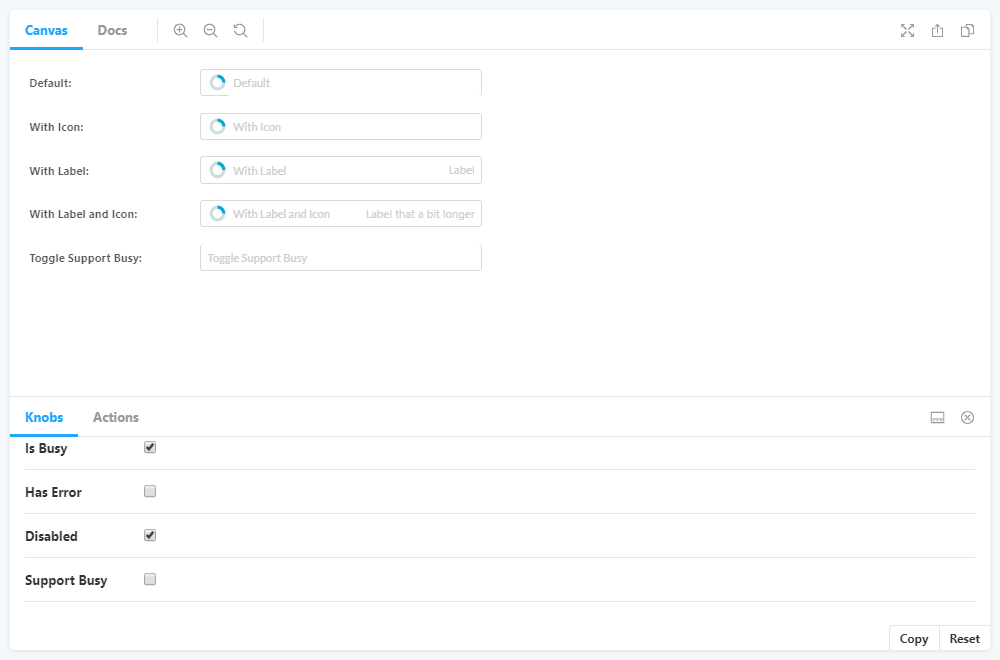 Canvas Docs
Default: Default
With Icon: With Icon
With Label: With Label Label
With Label and Icon: With Label and Icon Label that a bit longer
Toggle Support Busy: Toggle Support Busy
Knobs Actions
Is Busy
Has Error
Disabled
Support Busy
Copy Reset